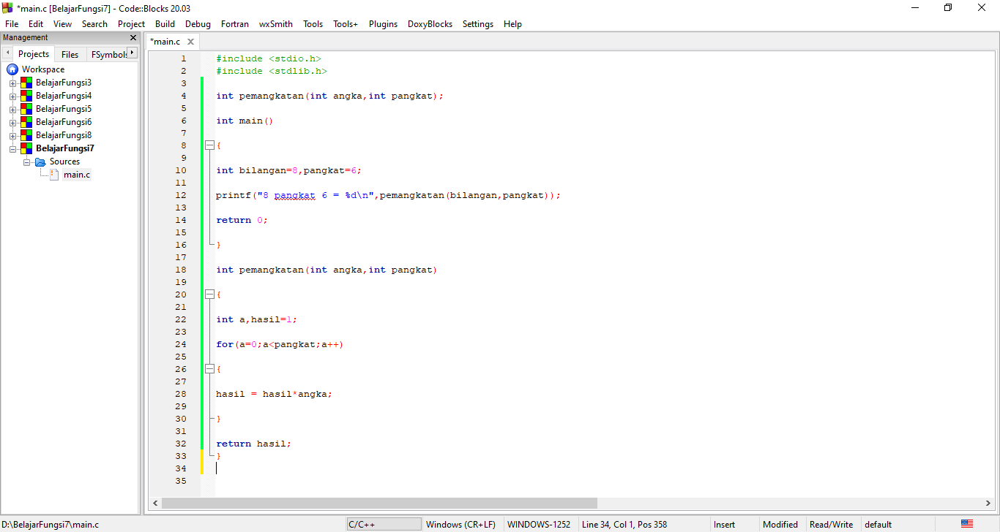 *main.c [BelajarFungsi7] - Code::Blocks 20.03
File Edit View Search Project Build Debug Fortran wxSmith Tools Tools+ Plugins DoxyBlocks Settings Help
Management
Projects Files FSymbols
Workspace
BelajarFungsi3
BelajarFungsi4
BelajarFungsi5
BelajarFungsi6
BelajarFungsi8
BelajarFungsi7
Sources
main.c
*main.c
1 #include <stdio.h>
2 #include <stdlib.h>
3
4 int pemangkatan(int angka,int pangkat);
5
6 int main()
7
8 {
9
10 int bilangan=8,pangkat=6;
11
12 printf("8 pangkat 6 = %d\n",pemangkatan(bilangan,pangkat));
13
14 return 0;
15
16 }
17
18 int pemangkatan(int angka,int pangkat)
19
20 {
21
22 int a,hasil=1;
23
24 for(a=0;a<pangkat;a++)
25
26 {
27
28 hasil = hasil*angka;
29
30 }
31
32 return hasil;
33 }
34
35
D:\BelajarFungsi7\main.c C/C++ Windows (CR+LF) WINDOWS-1252 Line 34, Col 1, Pos 358 Insert Modified Read/Write default